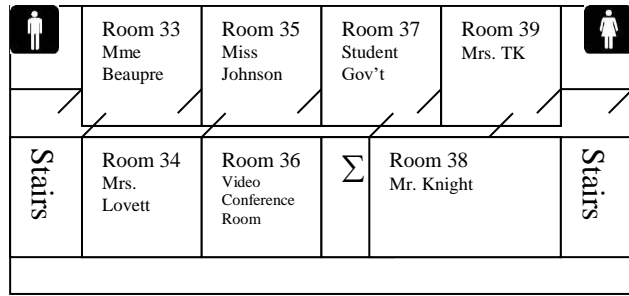 Room 33
Mme
Beaupre
Room 35
Miss
Johnson
Room 37
Student
Gov't
Room 39
Mrs. TK
Stairs
Room 34
Mrs.
Lovett
Room 36
Video
Conference
Room
Σ
Room 38
Mr. Knight
Stairs